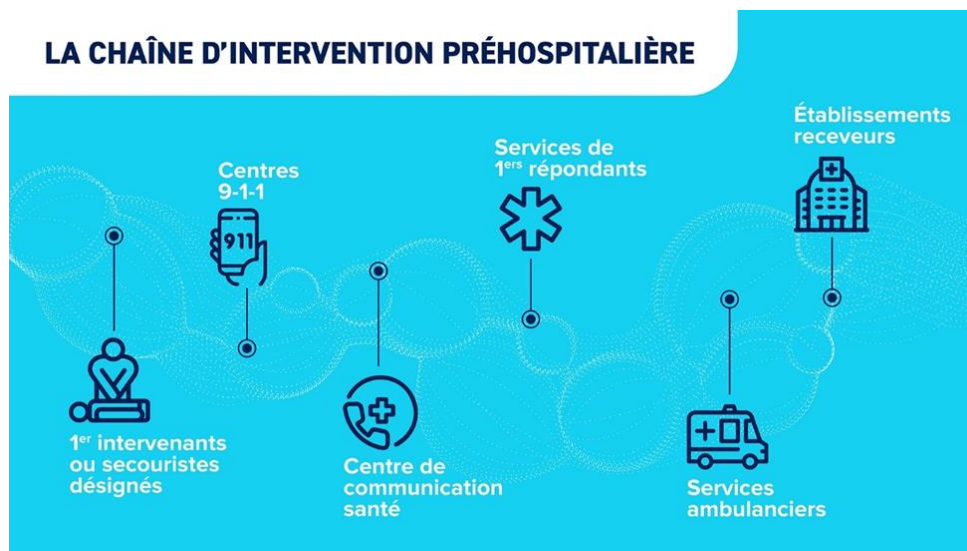 LA CHAÎNE D'INTERVENTION PRÉHOSPITALIÈRE
1er intervenants
ou secouristes
désignés
Centres
9-1-1
911
Centre de
communication
santé
Services de
1ers répondants
Services
ambulanciers
Établissements
receveurs